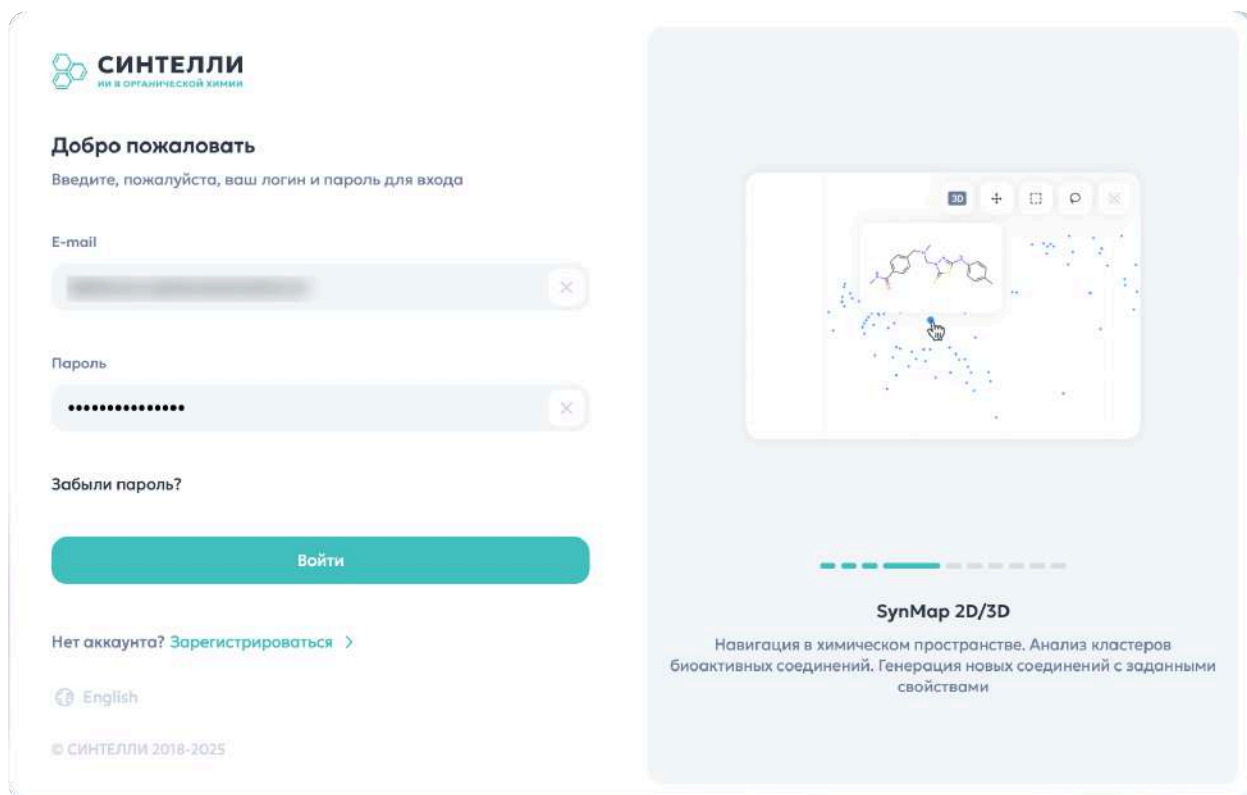 СИНТЕЛЛИ
ИИ В ОРГАНИЧЕСКОЙ ХИМИИ
Добро пожаловать
Введите, пожалуйста, ваш логин и пароль для входа
E-mail
Пароль
•••••••••••••••
Забыли пароль?
Войти
Нет аккаунта? Зарегистрироваться >
English
© СИНТЕЛЛИ 2018-2025
3D
SynMap 2D/3D
Навигация в химическом пространстве. Анализ кластеров
биоактивных соединений. Генерация новых соединений с заданными
свойствами